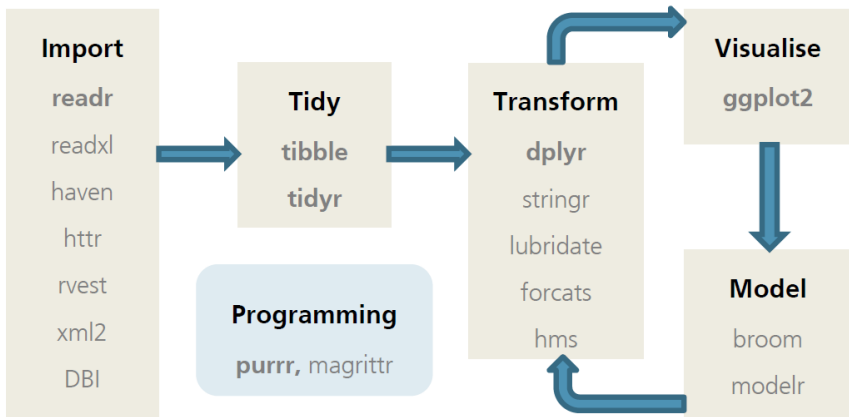 Import
readr
readxl
haven
httr
rvest
xml2
DBI
Tidy
tibble
tidyr
Programming
purrr, magrittr
Transform
dplyr
stringr
lubridate
forcats
hms
Visualise
ggplot2
Model
broom
modelr